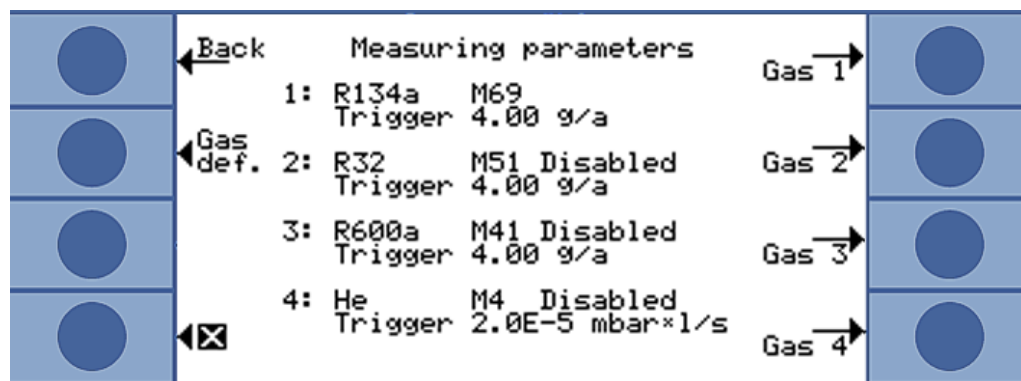 Back
Measuring parameters
Gas 1
1: R134a M69
Trigger 4.00 g/a
Gas def.
2: R32 M51 Disabled
Trigger 4.00 g/a
Gas 2
3: R600a M41 Disabled
Trigger 4.00 g/a
Gas 3
4: He M4 Disabled
Trigger 2.0E-5 mbar×l/s
Gas 4